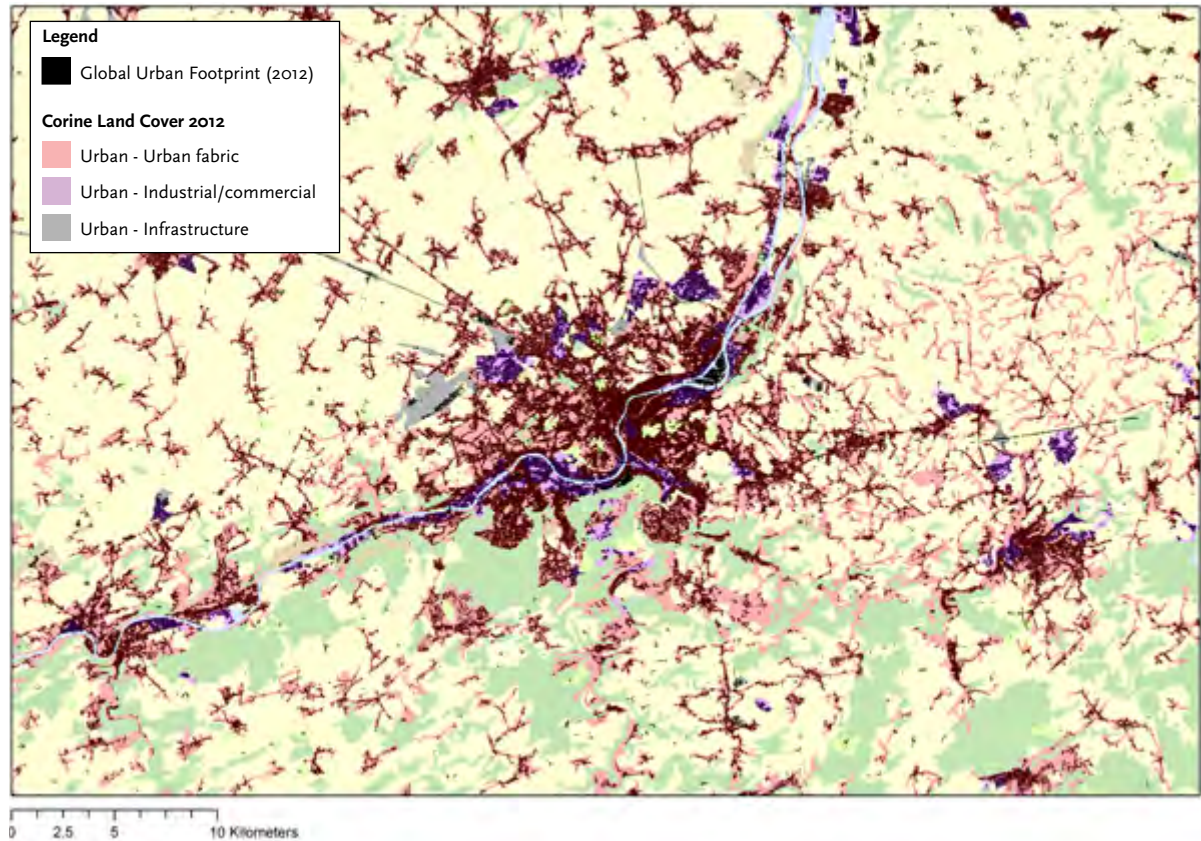 Legend
Global Urban Footprint (2012)
Corine Land Cover 2012
Urban - Urban fabric
Urban - Industrial/commercial
Urban - Infrastructure
0 2.5 5 10 Kilometers